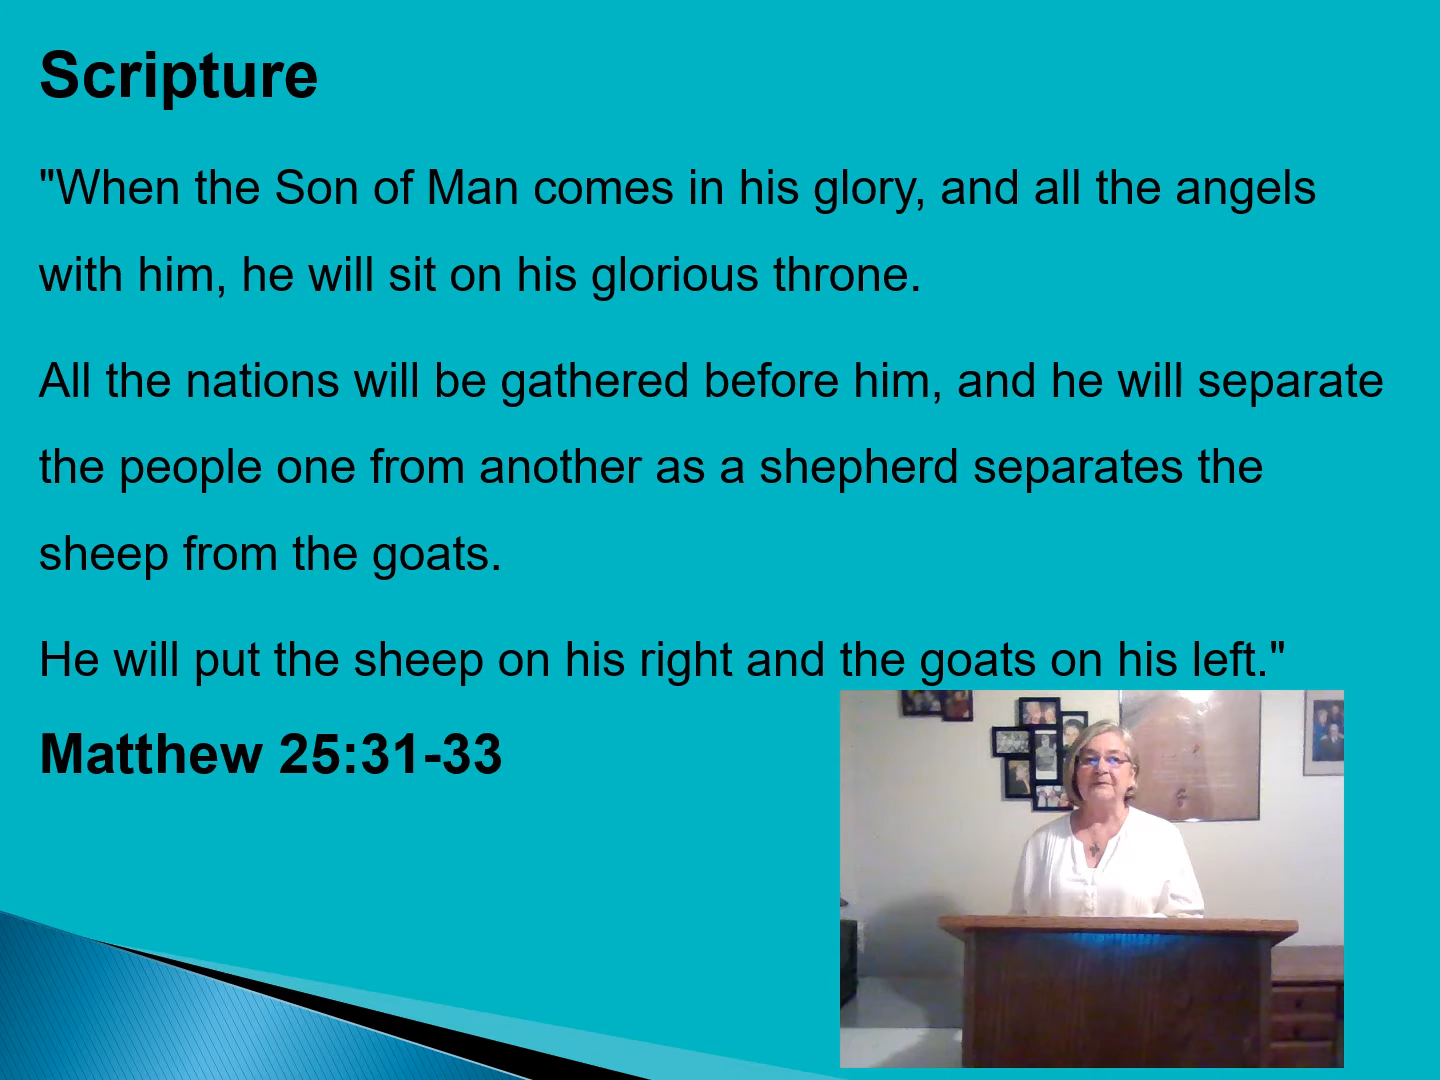 Scripture
"When the Son of Man comes in his glory, and all the angels
with him, he will sit on his glorious throne.
All the nations will be gathered before him, and he will separate
the people one from another as a shepherd separates the
sheep from the goats.
He will put the sheep on his right and the goats on his left."
Matthew 25:31-33